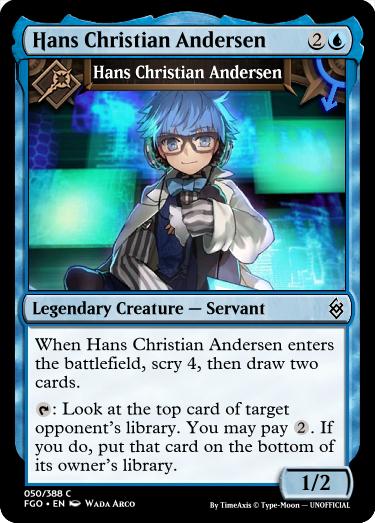 Hans Christian Andersen 2
Hans Christian Andersen
Legendary Creature — Servant
When Hans Christian Andersen enters
the battlefield, scry 4, then draw two
cards.
: Look at the top card of target
opponent's library. You may pay 2. If
you do, put that card on the bottom of
its owner's library.
1/2
050/388 C
FGO • EN Wada Arco
By TimeAxis © Type-Moon — UNOFFICIAL